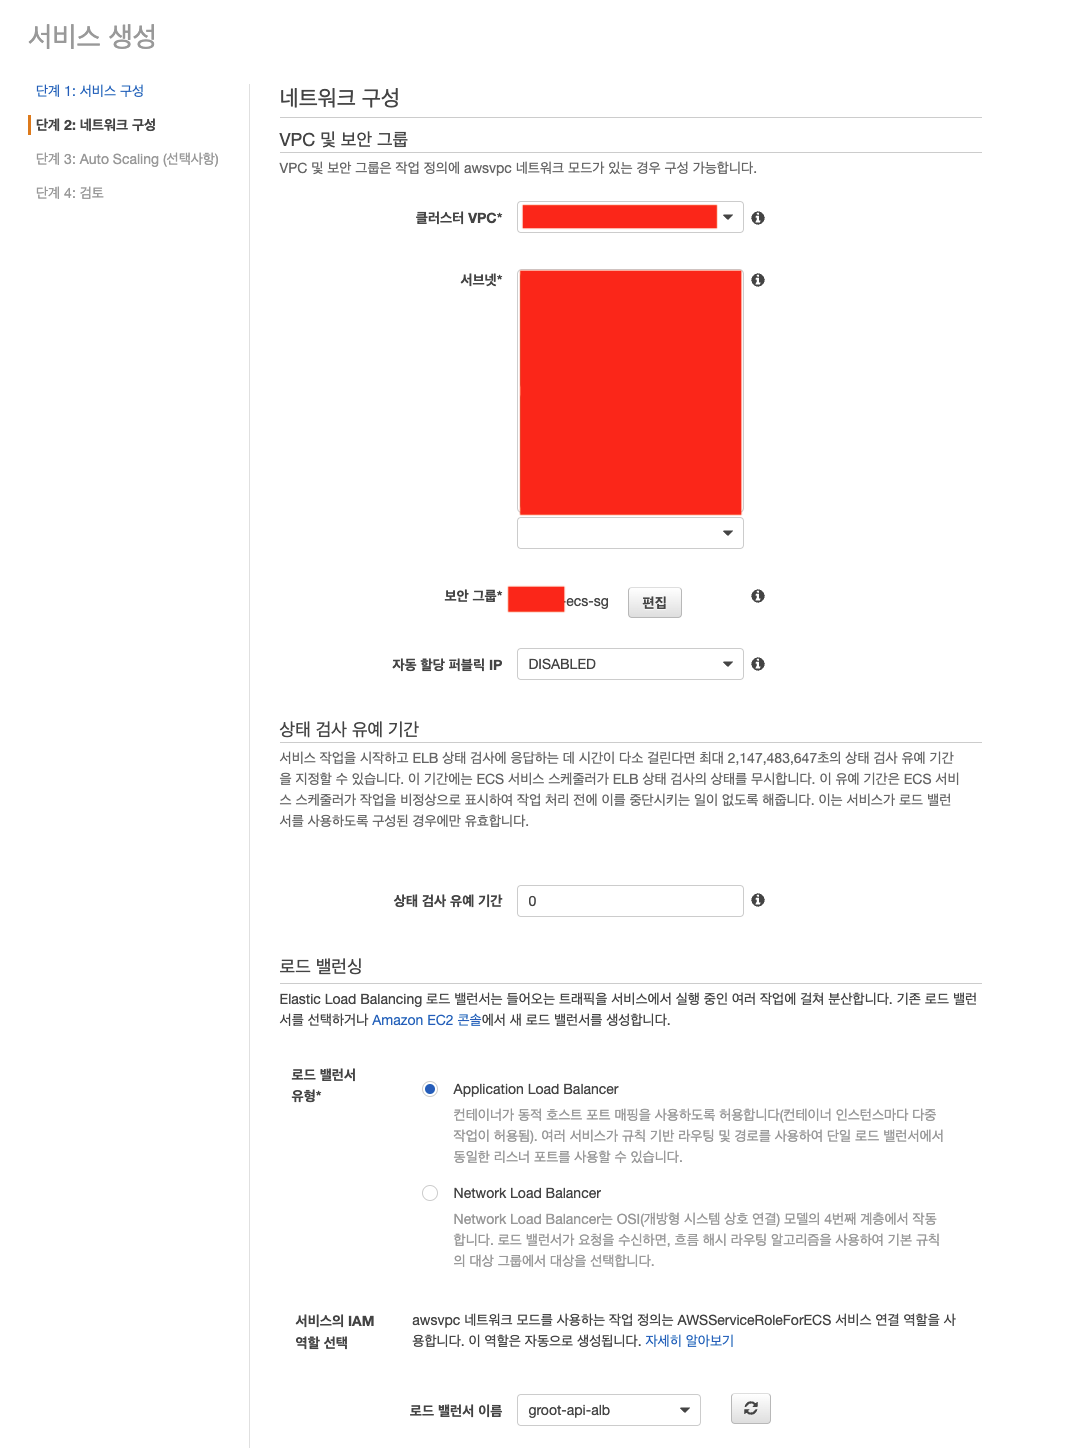 서비스 생성
단계 1: 서비스 구성
단계 2: 네트워크 구성
단계 3: Auto Scaling (선택사항)
단계 4: 검토
네트워크 구성
VPC 및 보안 그룹
VPC 및 보안 그룹은 작업 정의에 awsvpc 네트워크 모드가 있는 경우 구성 가능합니다.
클러스터 VPC*
서브넷*
보안 그룹*
-ecs-sg
편집
자동 할당 퍼블릭 IP
DISABLED
상태 검사 유예 기간
서비스 작업을 시작하고 ELB 상태 검사에 응답하는 데 시간이 다소 걸린다면 최대 2,147,483,647초의 상태 검사 유예 기간
을 지정할 수 있습니다. 이 기간에는 ECS 서비스 스케줄러가 ELB 상태 검사의 상태를 무시합니다. 이 유예 기간은 ECS 서비
스 스케줄러가 작업을 비정상으로 표시하여 작업 처리 전에 이를 중단시키는 일이 없도록 해줍니다. 이는 서비스가 로드 밸런
서를 사용하도록 구성된 경우에만 유효합니다.
상태 검사 유예 기간
0
로드 밸런싱
Elastic Load Balancing 로드 밸런서는 들어오는 트래픽을 서비스에서 실행 중인 여러 작업에 걸쳐 분산합니다. 기존 로드 밸런
서를 선택하거나 Amazon EC2 콘솔에서 새 로드 밸런서를 생성합니다.
로드 밸런서
유형*
Application Load Balancer
컨테이너가 동적 호스트 포트 매핑을 사용하도록 허용합니다(컨테이너 인스턴스마다 다중
작업이 허용됨). 여러 서비스가 규칙 기반 라우팅 및 경로를 사용하여 단일 로드 밸런서에서
동일한 리스너 포트를 사용할 수 있습니다.
Network Load Balancer
Network Load Balancer는 OSI(개방형 시스템 상호 연결) 모델의 4번째 계층에서 작동
합니다. 로드 밸런서가 요청을 수신하면, 흐름 해시 라우팅 알고리즘을 사용하여 기본 규칙
의 대상 그룹에서 대상을 선택합니다.
서비스의 IAM
역할 선택
awsvpc 네트워크 모드를 사용하는 작업 정의는 AWSServiceRoleForECS 서비스 연결 역할을 사
용합니다. 이 역할은 자동으로 생성됩니다. 자세히 알아보기
로드 밸런서 이름
groot-api-alb